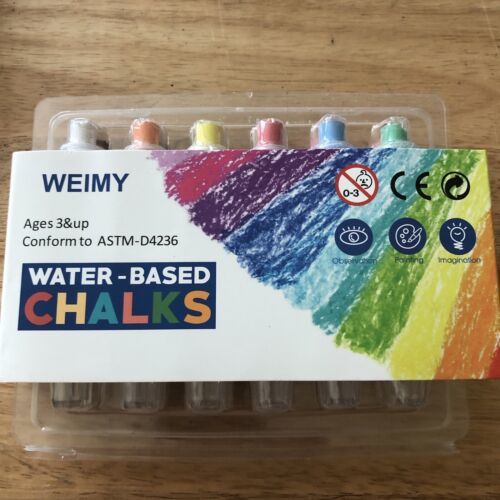 WEIMY
Ages 3&up
Conform to ASTM-D4236
WATER-BASED
CHALKS
0-3
CE
Observation
Painting
Imagination